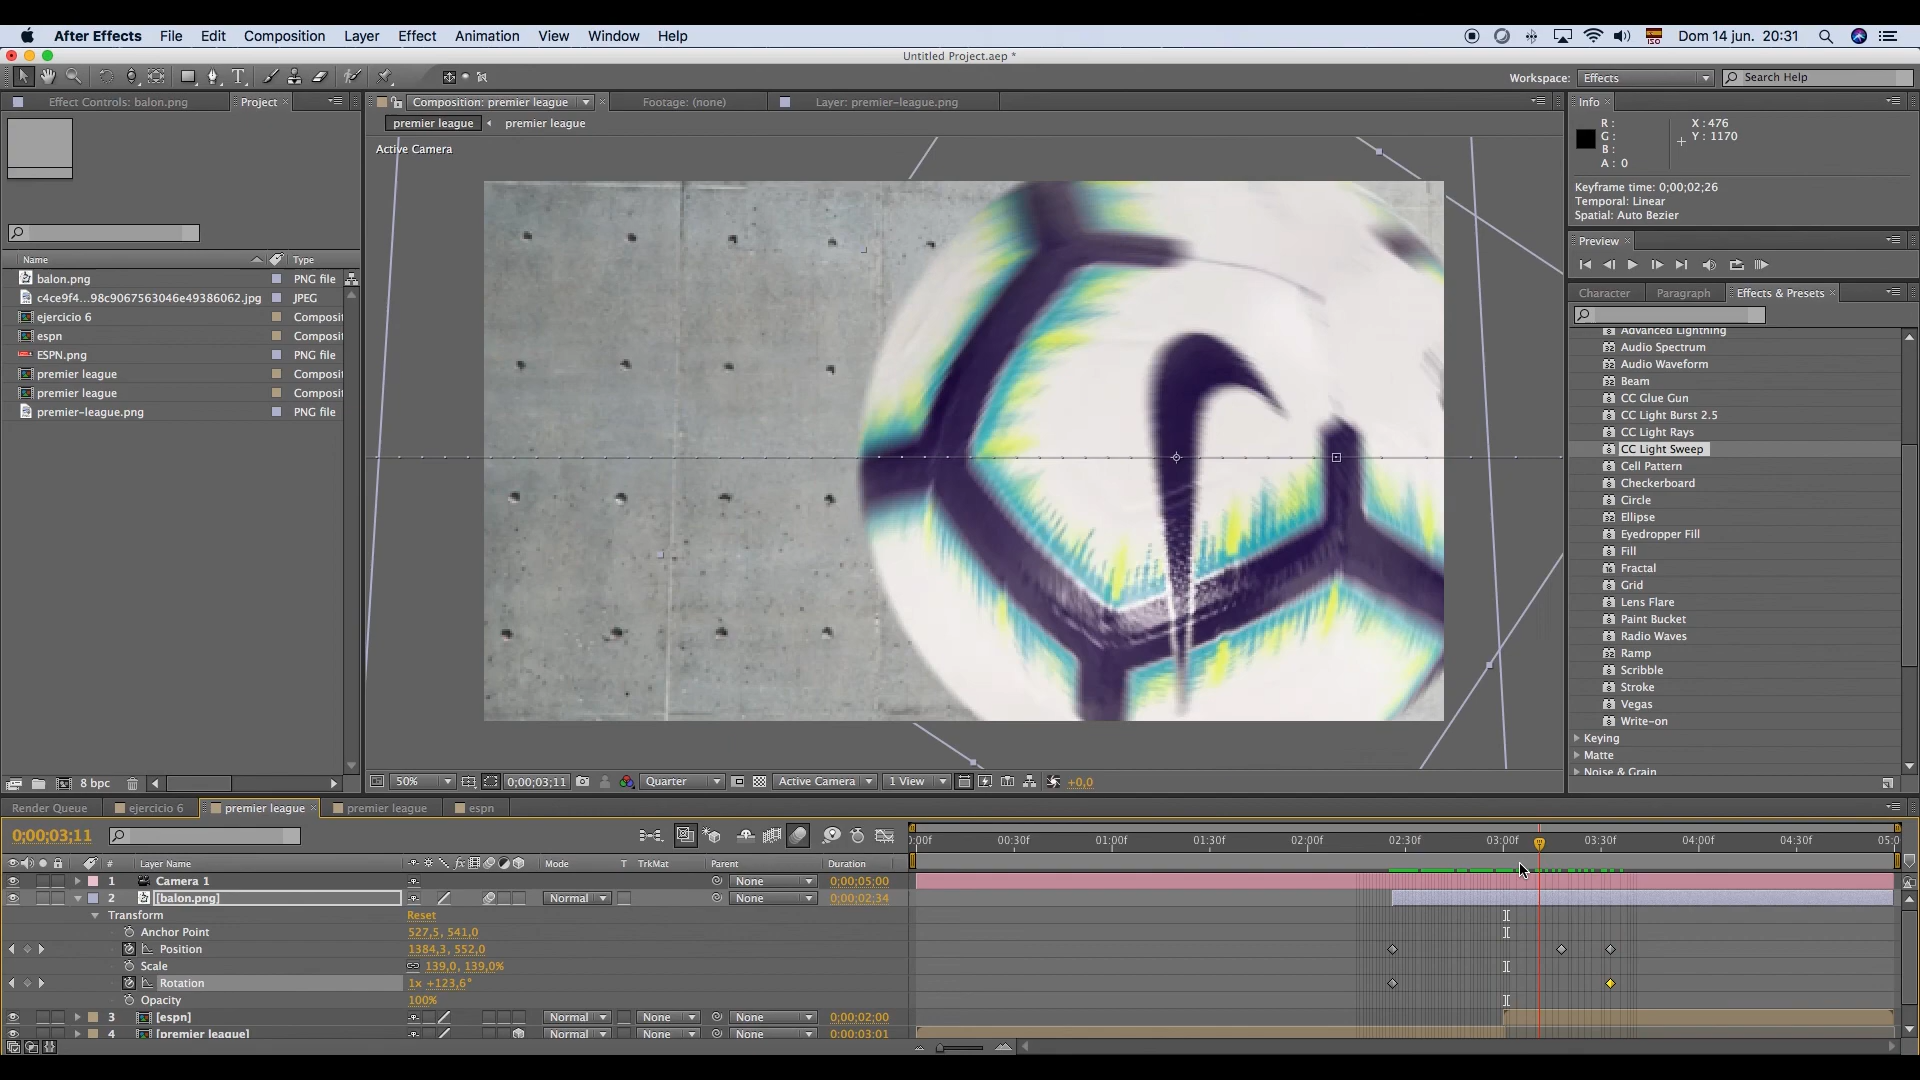 After Effects File Edit Composition Layer Effect Animation View Window Help
ISO
Dom 14 jun. 20:31
Untitled Project.aep *
Workspace: Effects
Search Help
Effect Controls: balon.png
Project
Composition: premier league
Footage: (none)
Layer: premier-league.png
Info
premier league
premier league
R :
G :
B :
A : 0
X : 476
Y : 1170
Active Camera
Keyframe time: 0;00;02;26
Temporal: Linear
Spatial: Auto Bezier
Preview
Name
Type
balon.png PNG file
c4ce9f4...98c9067563046e49386062.jpg JPEG
ejercicio 6 Composit
espn Composit
ESPN.png PNG file
premier league Composit
premier league Composit
premier-league.png PNG file
8 bpc
Character
Paragraph
Effects & Presets
Advanced Lightning
Audio Spectrum
Audio Waveform
Beam
CC Glue Gun
CC Light Burst 2.5
CC Light Rays
CC Light Sweep
Cell Pattern
Checkerboard
Circle
Ellipse
Eyedropper Fill
Fill
Fractal
Grid
Lens Flare
Paint Bucket
Radio Waves
Ramp
Scribble
Stroke
Vegas
Write-on
Keying
Matte
Noise & Grain
50%
0;00;03;11
Quarter
Active Camera
1 View
+0,0
Render Queue
ejercicio 6
premier league
premier league
espn
0;00;03;11
:00f 00:30f 01:00f 01:30f 02:00f 02:30f 03:00f 03:30f 04:00f 04:30f 05:0
# Layer Name Mode T TrkMat Parent Duration
1 Camera 1 None 0;00;05;00
2 [balon.png] Normal None 0;00;02;34
Transform Reset
Anchor Point 527,5, 541,0
Position 1384,3, 552,0
Scale 139,0, 139,0%
Rotation 1x +123,6°
Opacity 100%
3 [espn] Normal None None 0;00;02;00
4 [premier league] Normal None None 0;00;03;01